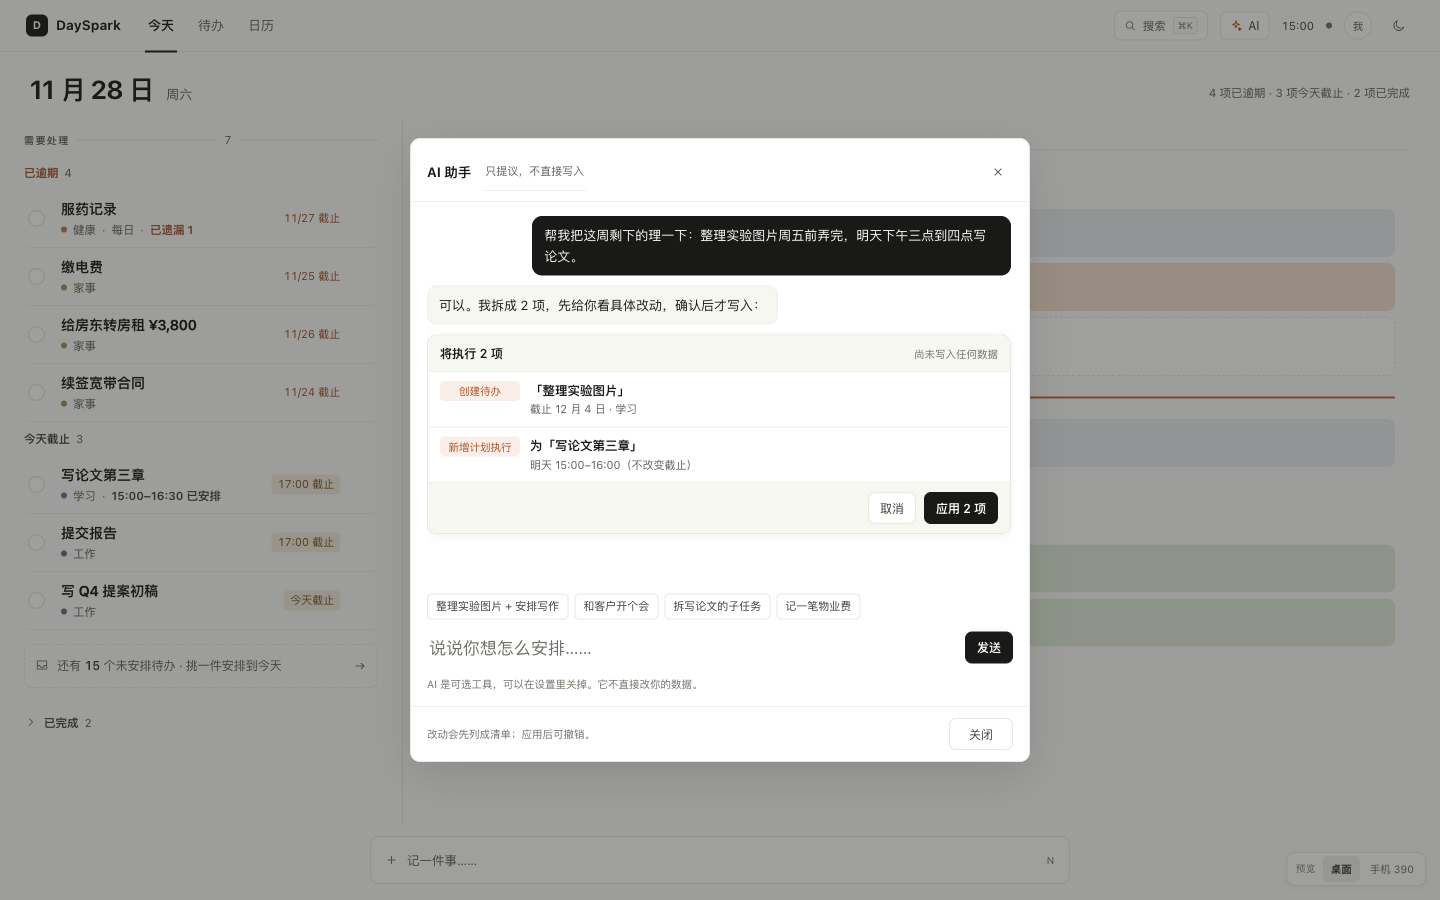 D DaySpark 今天 待办 日历 搜索 ⌘K AI 15:00 我
11 月 28 日 周六
4 项已逾期 · 3 项今天截止 · 2 项已完成
需要处理 7
已逾期 4
服药记录 11/27 截止
健康 · 每日 · 已遗漏 1
缴电费 11/25 截止
家事
给房东转房租 ¥3,800 11/26 截止
家事
续签宽带合同 11/24 截止
家事
今天截止 3
写论文第三章 17:00 截止
学习 · 15:00–16:30 已安排
提交报告 17:00 截止
工作
写 Q4 提案初稿 今天截止
工作
还有 15 个未安排待办 · 挑一件安排到今天 →
已完成 2
AI 助手 只提议，不直接写入 ×
帮我把这周剩下的理一下：整理实验图片周五前弄完，明天下午三点到四点写
论文。
可以。我拆成 2 项，先给你看具体改动，确认后才写入：
将执行 2 项 尚未写入任何数据
创建待办 「整理实验图片」
截止 12 月 4 日 · 学习
新增计划执行 为「写论文第三章」
明天 15:00–16:00（不改变截止）
取消 应用 2 项
整理实验图片 + 安排写作 和客户开个会 拆写论文的子任务 记一笔物业费
说说你想怎么安排…… 发送
AI 是可选工具，可以在设置里关掉。它不直接改你的数据。
改动会先列成清单；应用后可撤销。 关闭
+ 记一件事…… N
预览 桌面 手机 390